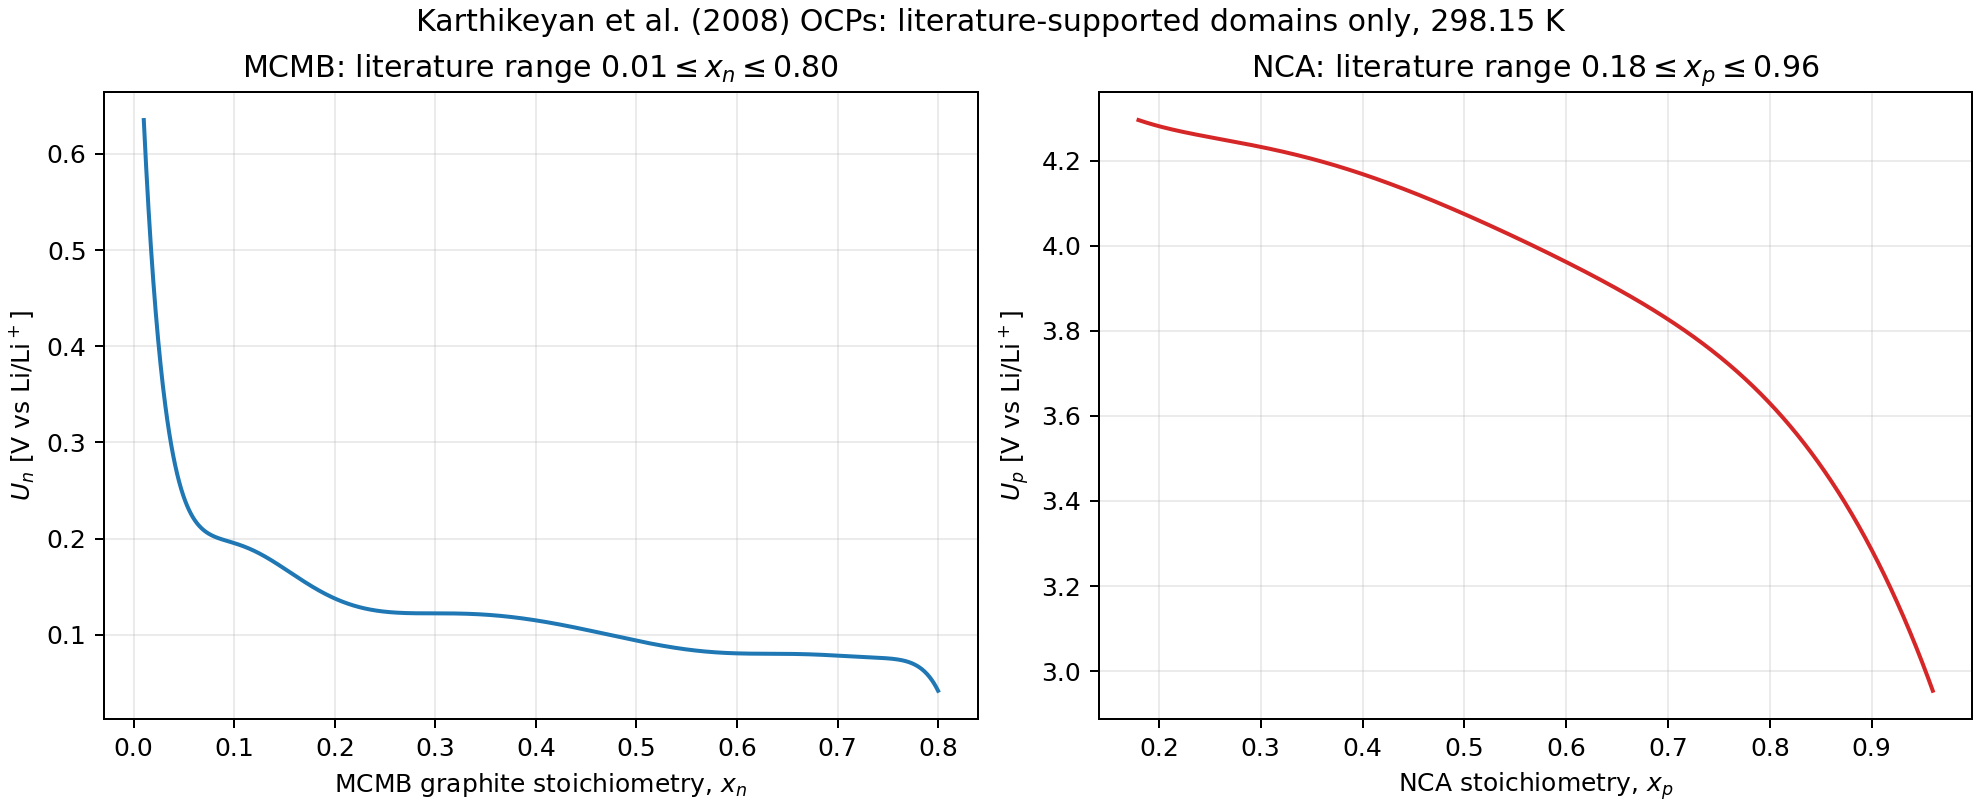 Karthikeyan et al. (2008) OCPs: literature-supported domains only, 298.15 K
MCMB: literature range 0.01 ≤ xₙ ≤ 0.80
Uₙ [V vs Li/Li⁺]
0.6
0.5
0.4
0.3
0.2
0.1
0.0 0.1 0.2 0.3 0.4 0.5 0.6 0.7 0.8
MCMB graphite stoichiometry, xₙ
NCA: literature range 0.18 ≤ xₚ ≤ 0.96
Uₚ [V vs Li/Li⁺]
4.2
4.0
3.8
3.6
3.4
3.2
3.0
0.2 0.3 0.4 0.5 0.6 0.7 0.8 0.9
NCA stoichiometry, xₚ